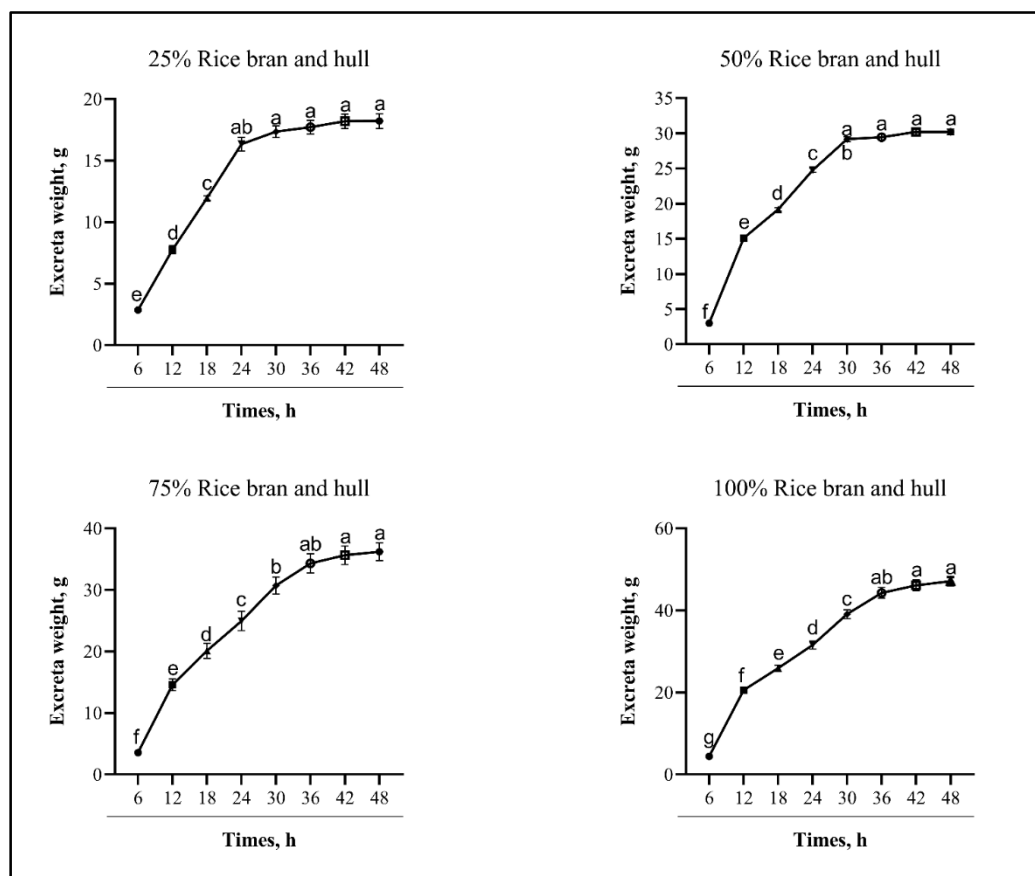 25% Rice bran and hull
Excreta weight, g
20
15
10
5
0
e
d
c
ab
a
a
a
a
6 12 18 24 30 36 42 48
Times, h
50% Rice bran and hull
Excreta weight, g
35
30
25
20
15
10
5
0
f
e
d
c
a
b
a
a
a
6 12 18 24 30 36 42 48
Times, h
75% Rice bran and hull
Excreta weight, g
40
30
20
10
0
f
e
d
c
b
ab
a
a
6 12 18 24 30 36 42 48
Times, h
100% Rice bran and hull
Excreta weight, g
60
40
20
0
g
f
e
d
c
ab
a
a
6 12 18 24 30 36 42 48
Times, h